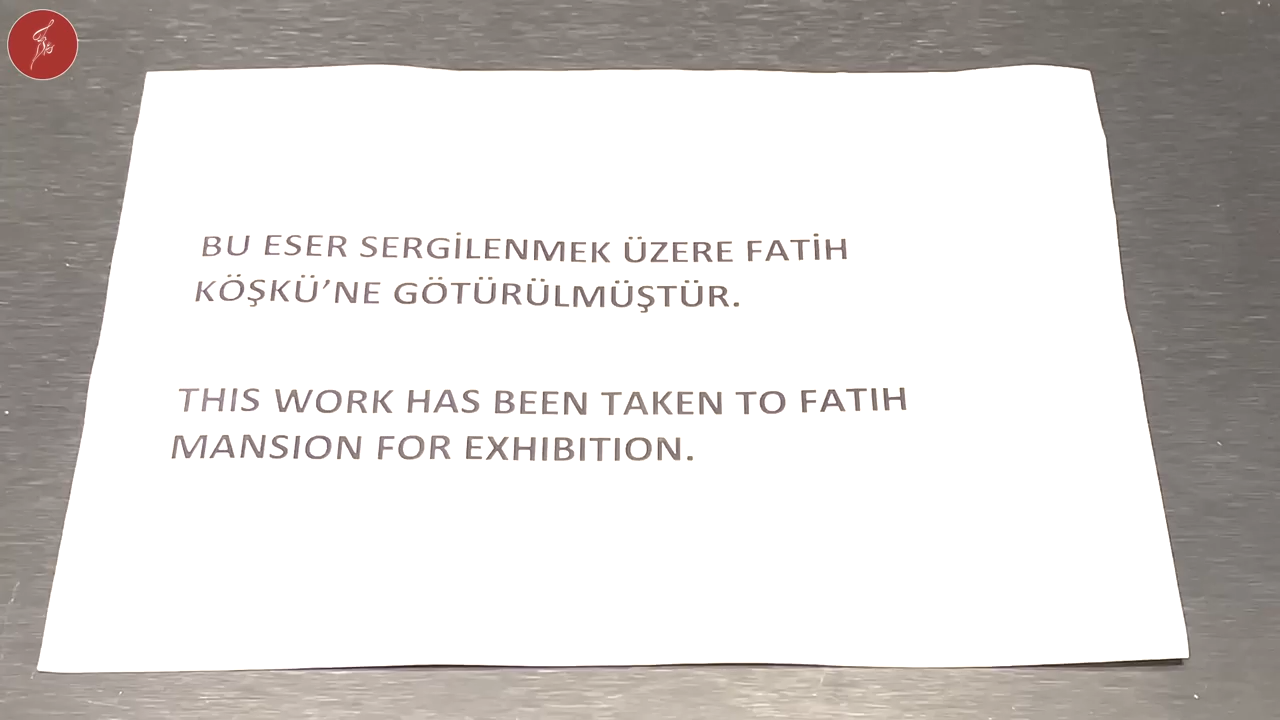 BU ESER SERGİLENMEK ÜZERE FATİH
KÖŞKÜ'NE GÖTÜRÜLMÜŞTÜR.
THIS WORK HAS BEEN TAKEN TO FATIH
MANSION FOR EXHIBITION.